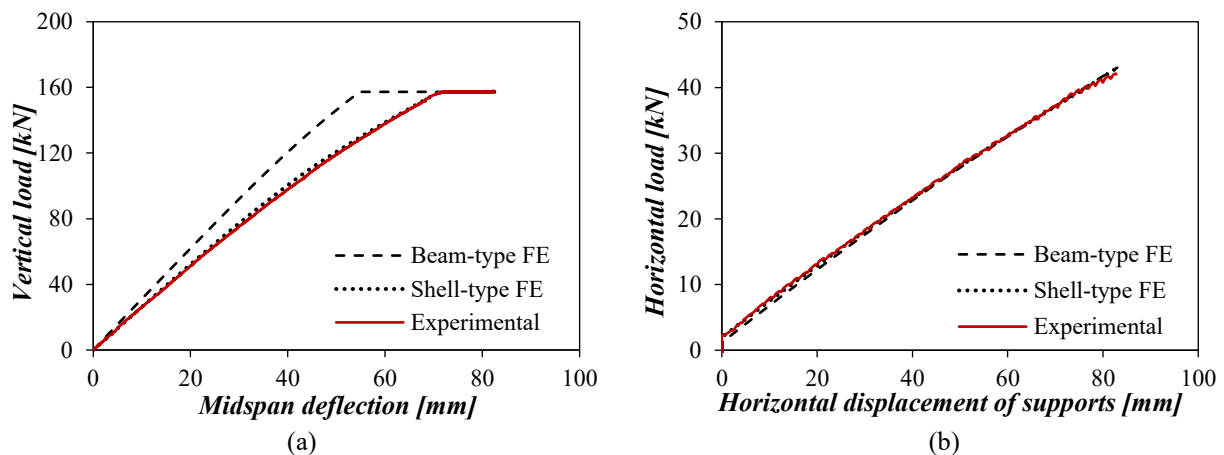 200
160
120
80
40
0
Vertical load [kN]
Beam-type FE
Shell-type FE
Experimental
0 20 40 60 80 100
Midspan deflection [mm]
(a)
50
40
30
20
10
0
Horizontal load [kN]
Beam-type FE
Shell-type FE
Experimental
0 20 40 60 80 100
Horizontal displacement of supports [mm]
(b)